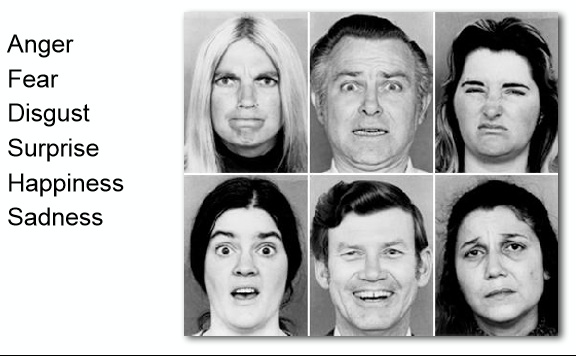 Anger
Fear
Disgust
Surprise
Happiness
Sadness